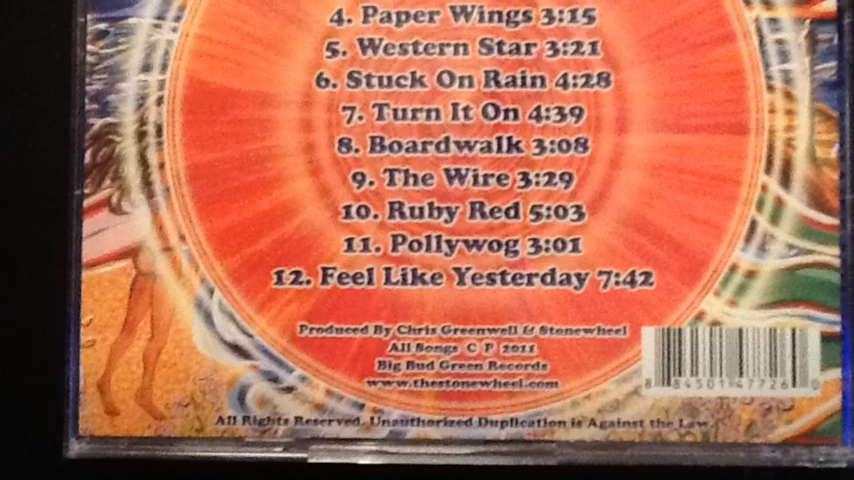 4. Paper Wings 3:15
5. Western Star 3:21
6. Stuck On Rain 4:28
7. Turn It On 4:39
8. Boardwalk 3:08
9. The Wire 3:29
10. Ruby Red 5:03
11. Pollywog 3:01
12. Feel Like Yesterday 7:42
Produced By Chris Greenwell & Stonewheel
All Songs C P 2011
Big Bud Green Records
www.thestonewheel.com
8 84501 47726 0
All Rights Reserved. Unauthorized Duplication is Against the Law.